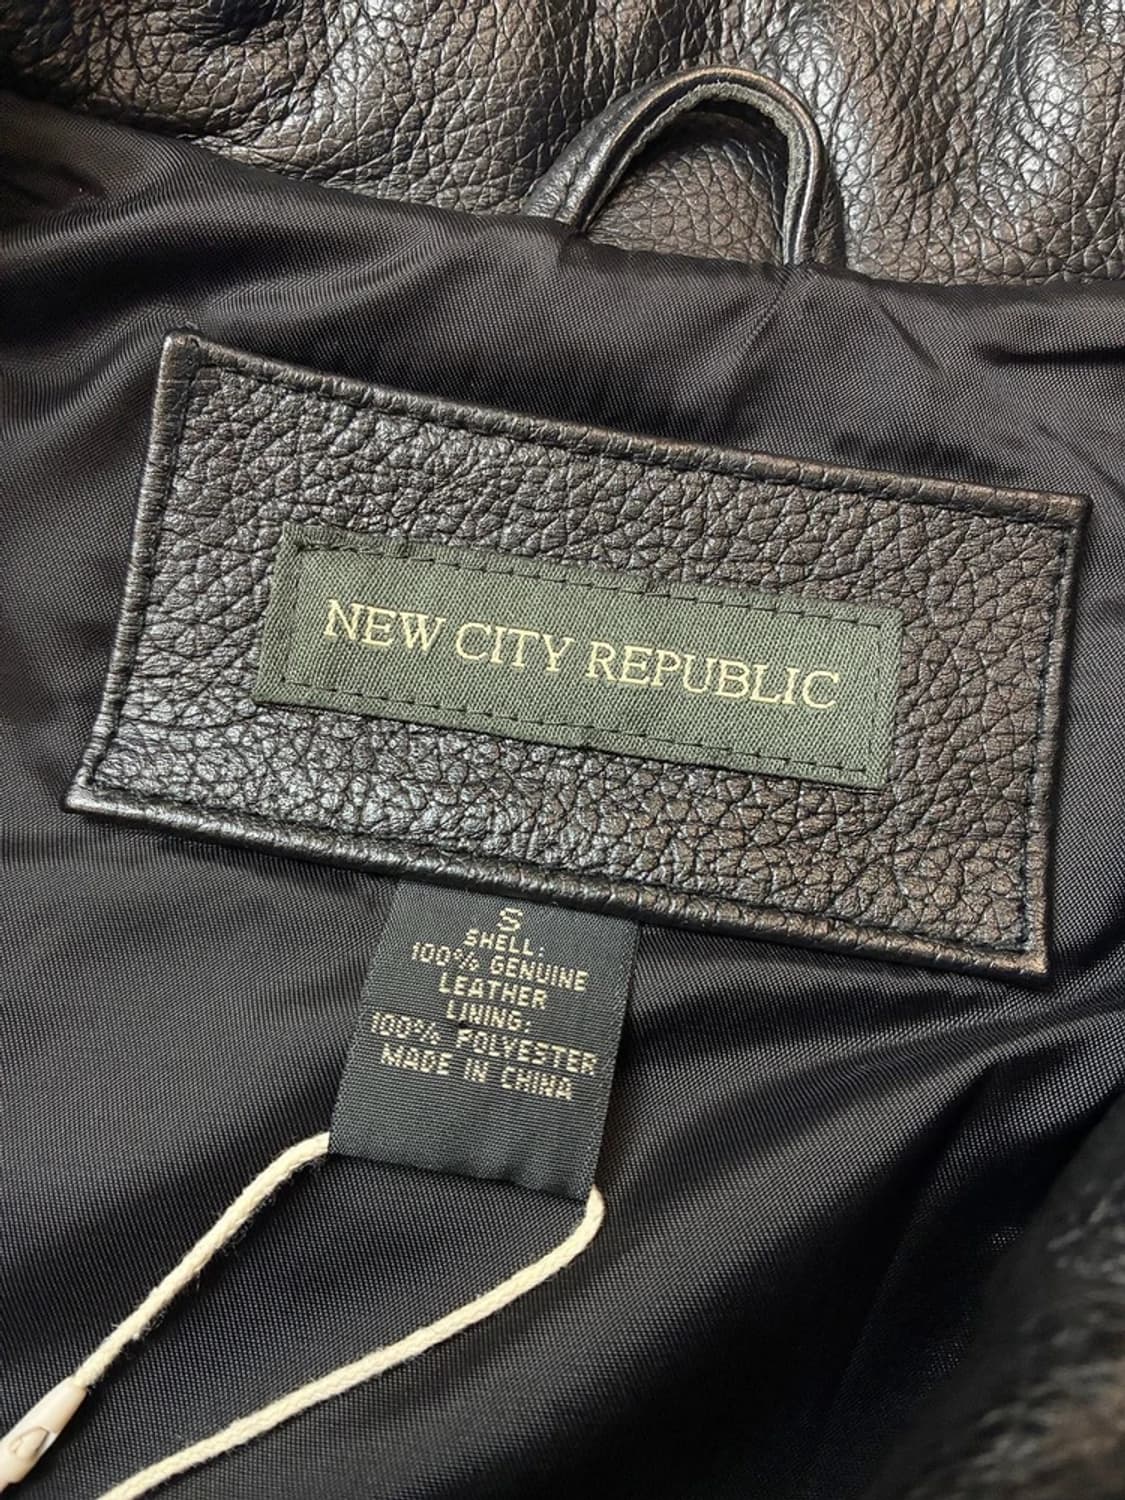 NEW CITY REPUBLIC
S
SHELL:
100% GENUINE
LEATHER
LINING:
100% POLYESTER
MADE IN CHINA